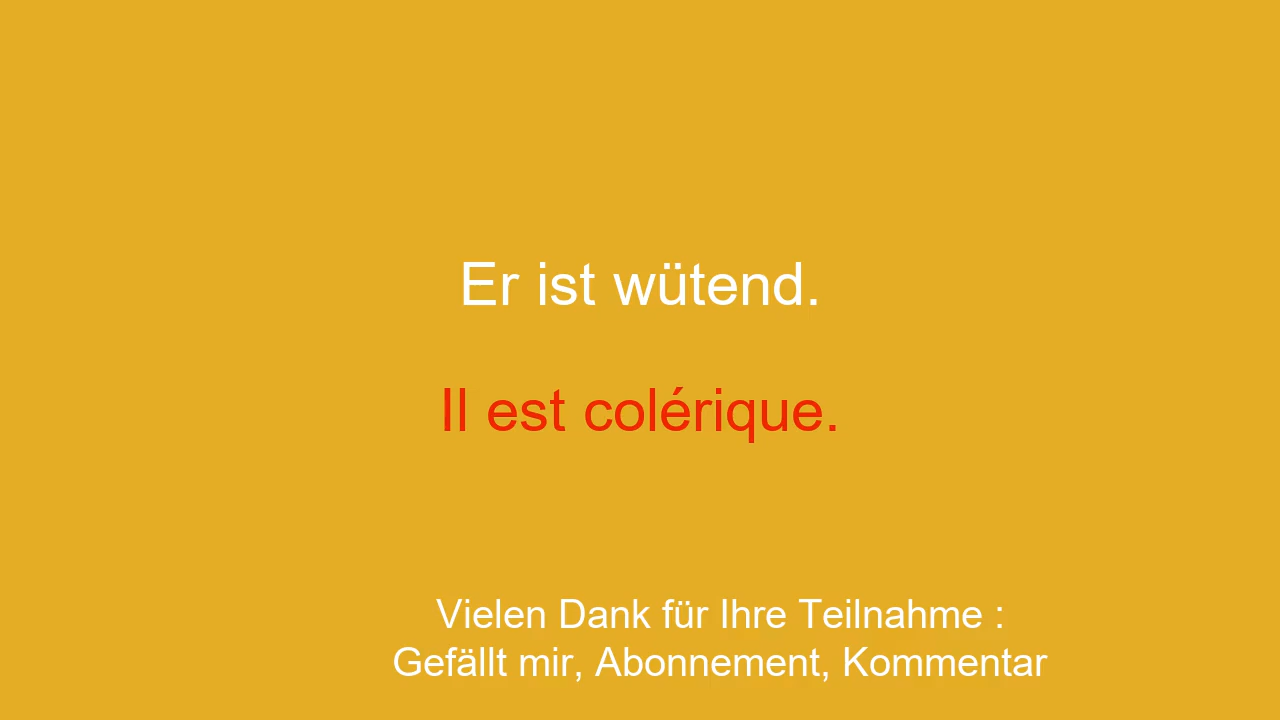 Er ist wütend.
Il est colérique.
Vielen Dank für Ihre Teilnahme :
Gefällt mir, Abonnement, Kommentar